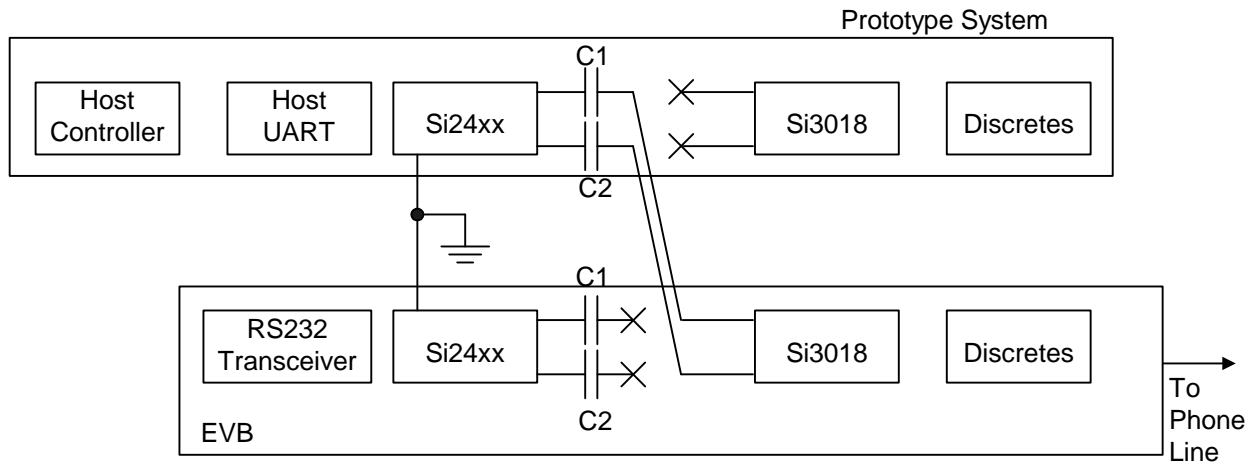 Prototype System
C1
Host
Controller
Host
UART
Si24xx
Si3018
Discretes
C2
C1
RS232
Transceiver
Si24xx
Si3018
Discretes
C2
EVB
To
Phone
Line